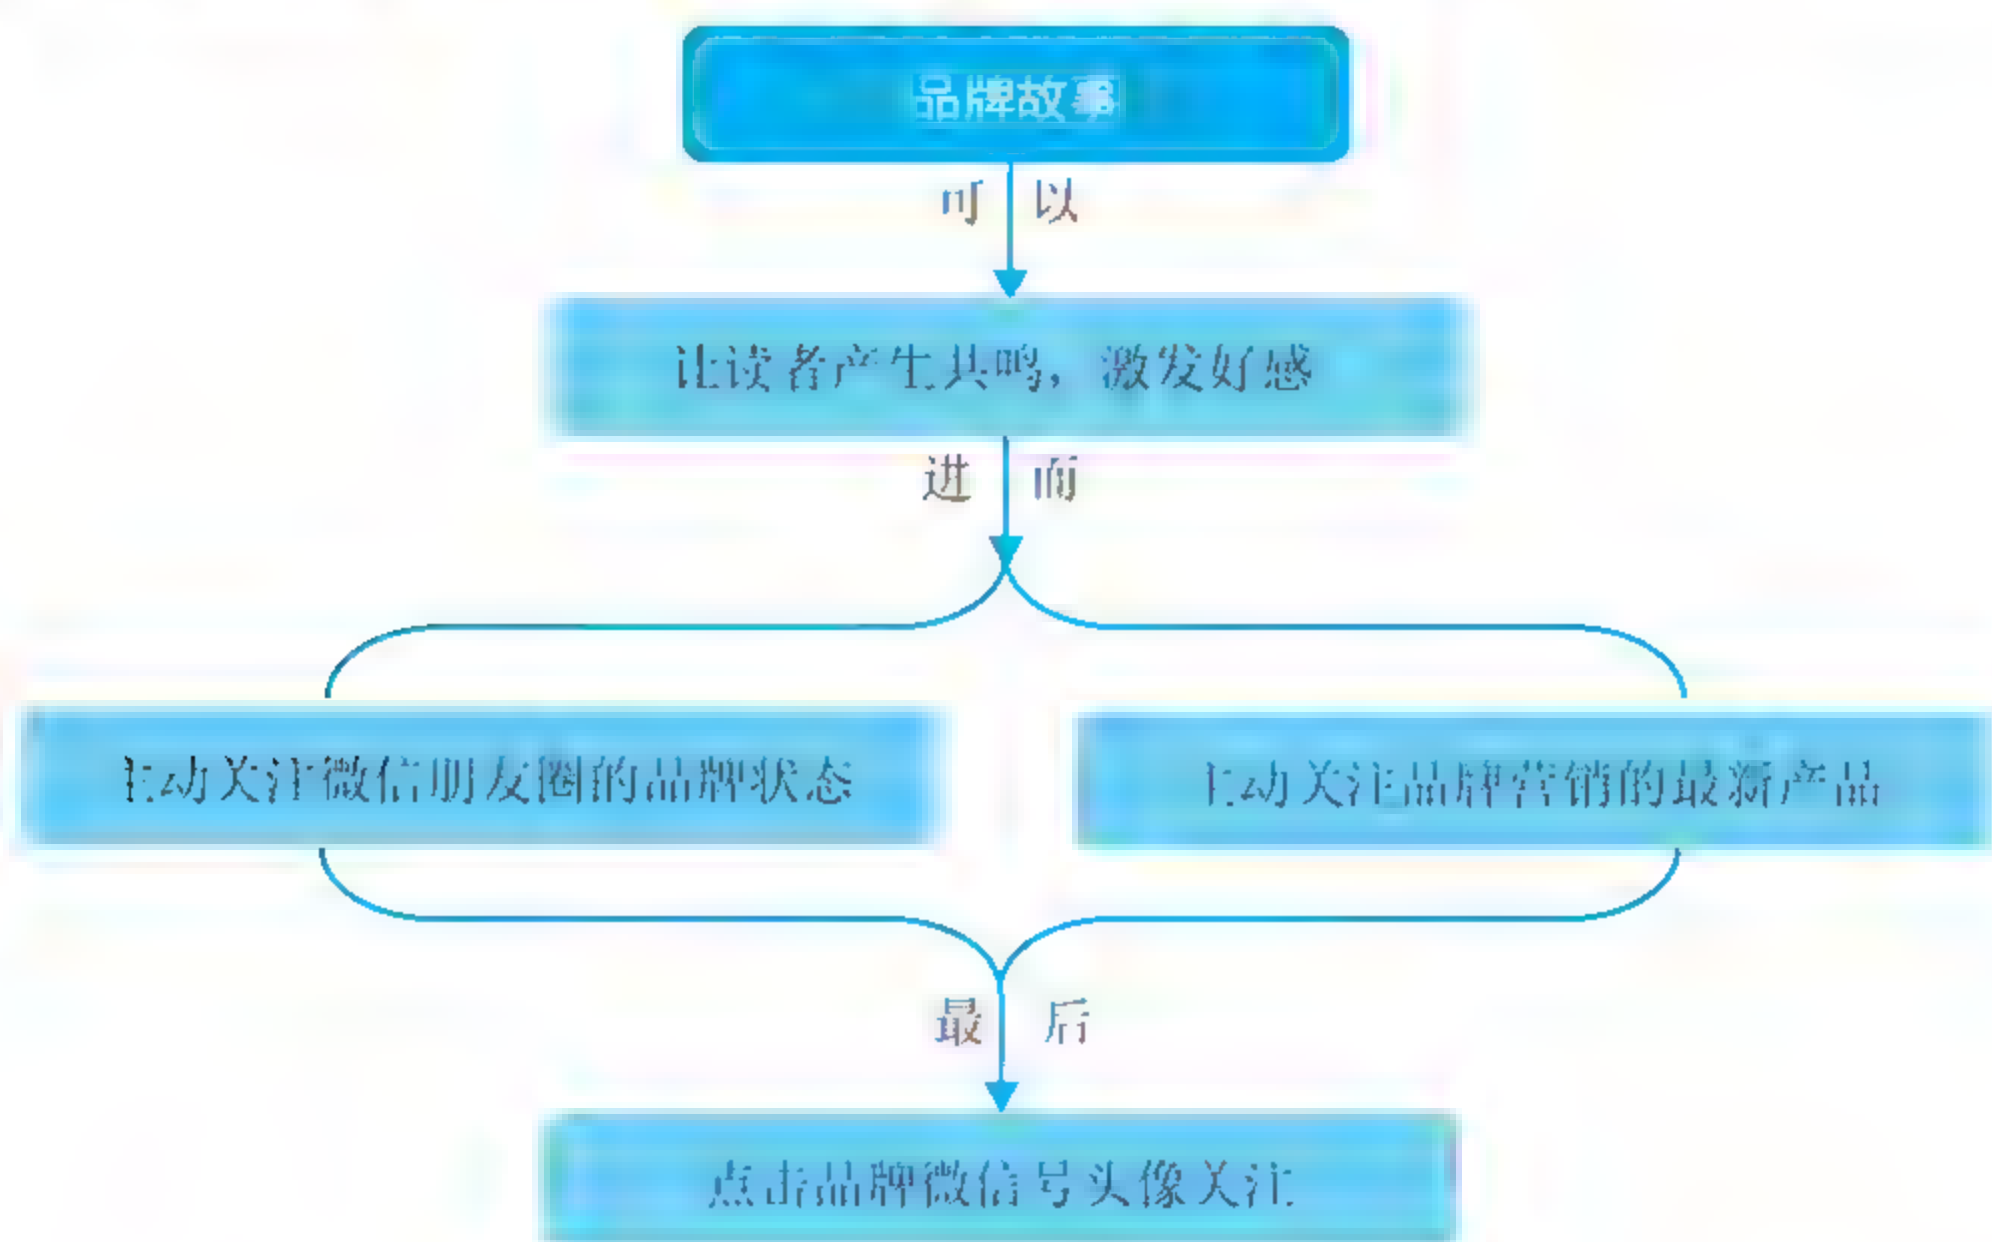 品牌故事
可以
让读者产生共鸣，激发好感
进而
主动关注微信朋友圈的品牌状态
主动关注品牌营销的最新产品
最后
点击品牌微信号头像关注